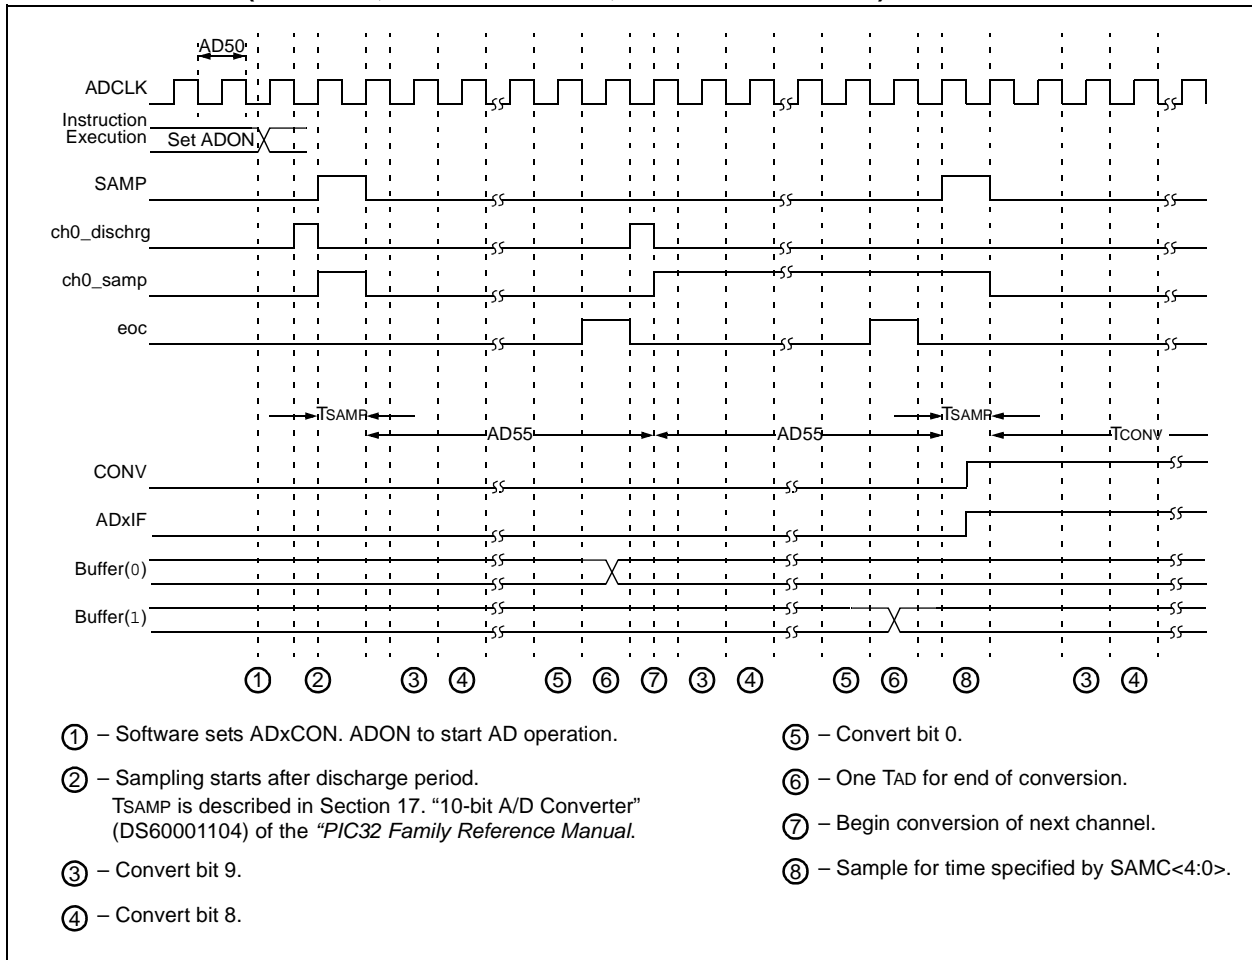 AD50
ADCLK
Instruction
Execution
Set ADON
SAMP
ch0_dischrg
ch0_samp
eoc
TSAMP
TSAMP
AD55
AD55
TCONV
CONV
ADxIF
Buffer(0)
Buffer(1)
1 2 3 4 5 6 7 3 4 5 6 8 3 4
1 – Software sets ADxCON. ADON to start AD operation.
2 – Sampling starts after discharge period.
TSAMP is described in Section 17. “10-bit A/D Converter”
(DS60001104) of the “PIC32 Family Reference Manual.
3 – Convert bit 9.
4 – Convert bit 8.
5 – Convert bit 0.
6 – One TAD for end of conversion.
7 – Begin conversion of next channel.
8 – Sample for time specified by SAMC<4:0>.